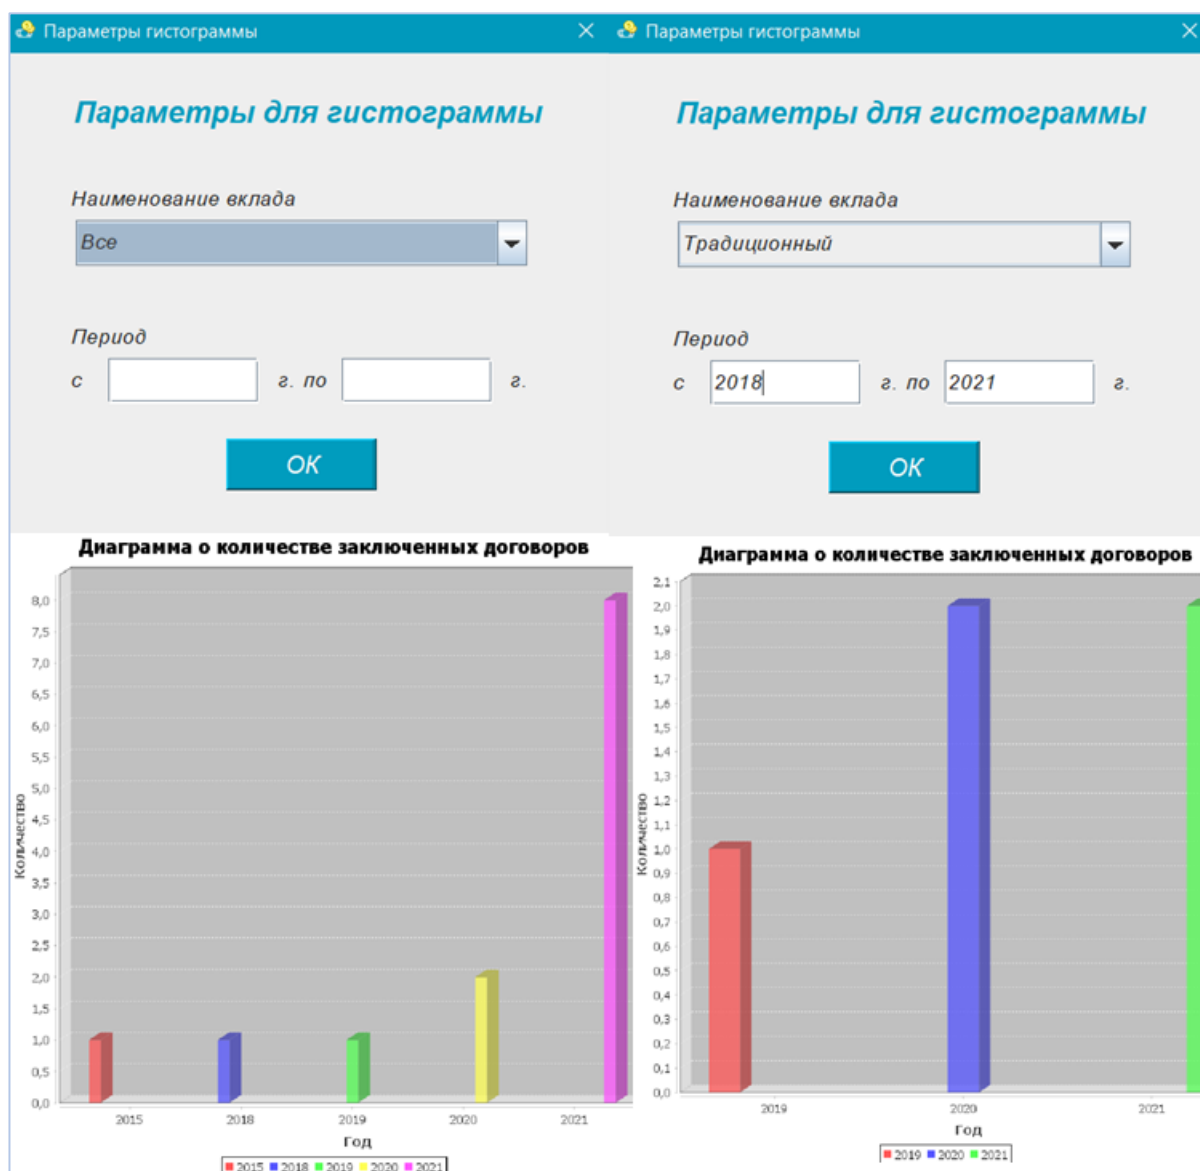 Параметры гистограммы
Параметры для гистограммы
Наименование вклада
Все
Период
с г. по г.
ОК
Параметры гистограммы
Параметры для гистограммы
Наименование вклада
Традиционный
Период
с 2018 г. по 2021 г.
ОК
Диаграмма о количестве заключенных договоров
Количество
8,0
7,5
7,0
6,5
6,0
5,5
5,0
4,5
4,0
3,5
3,0
2,5
2,0
1,5
1,0
0,5
0,0
2015 2018 2019 2020 2021
Год
2015 2018 2019 2020 2021
Диаграмма о количестве заключенных договоров
Количество
2,1
2,0
1,9
1,8
1,7
1,6
1,5
1,4
1,3
1,2
1,1
1,0
0,9
0,8
0,7
0,6
0,5
0,4
0,3
0,2
0,1
0,0
2019 2020 2021
Год
2019 2020 2021